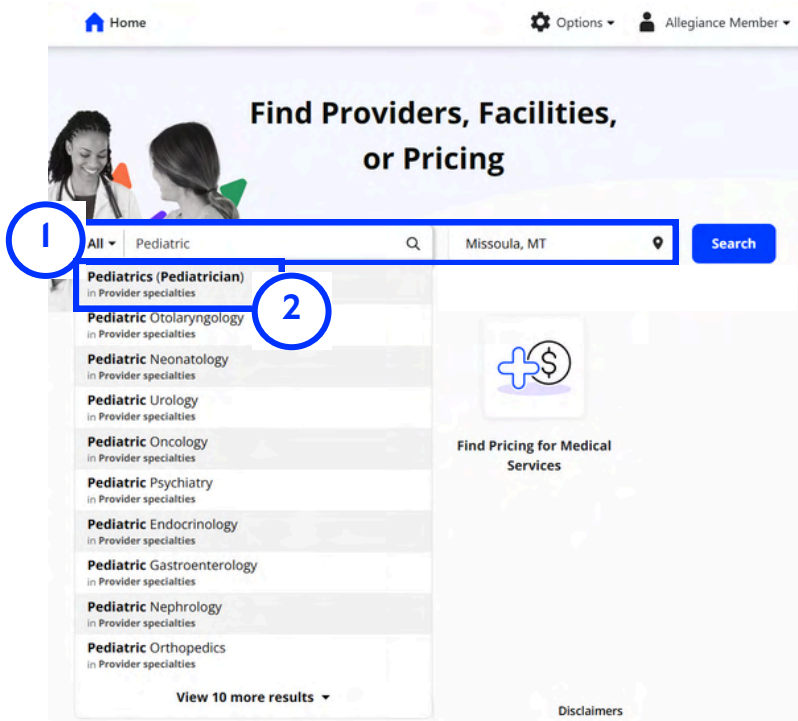 Home
Options
Allegiance Member
Find Providers, Facilities,
or Pricing
1
All
Pediatric
Missoula, MT
Search
Pediatrics (Pediatrician)
in Provider specialties
2
Pediatric Otolaryngology
in Provider specialties
Pediatric Neonatology
in Provider specialties
Pediatric Urology
in Provider specialties
Pediatric Oncology
in Provider specialties
Pediatric Psychiatry
in Provider specialties
Pediatric Endocrinology
in Provider specialties
Pediatric Gastroenterology
in Provider specialties
Pediatric Nephrology
in Provider specialties
Pediatric Orthopedics
in Provider specialties
View 10 more results
$
Find Pricing for Medical
Services
Disclaimers